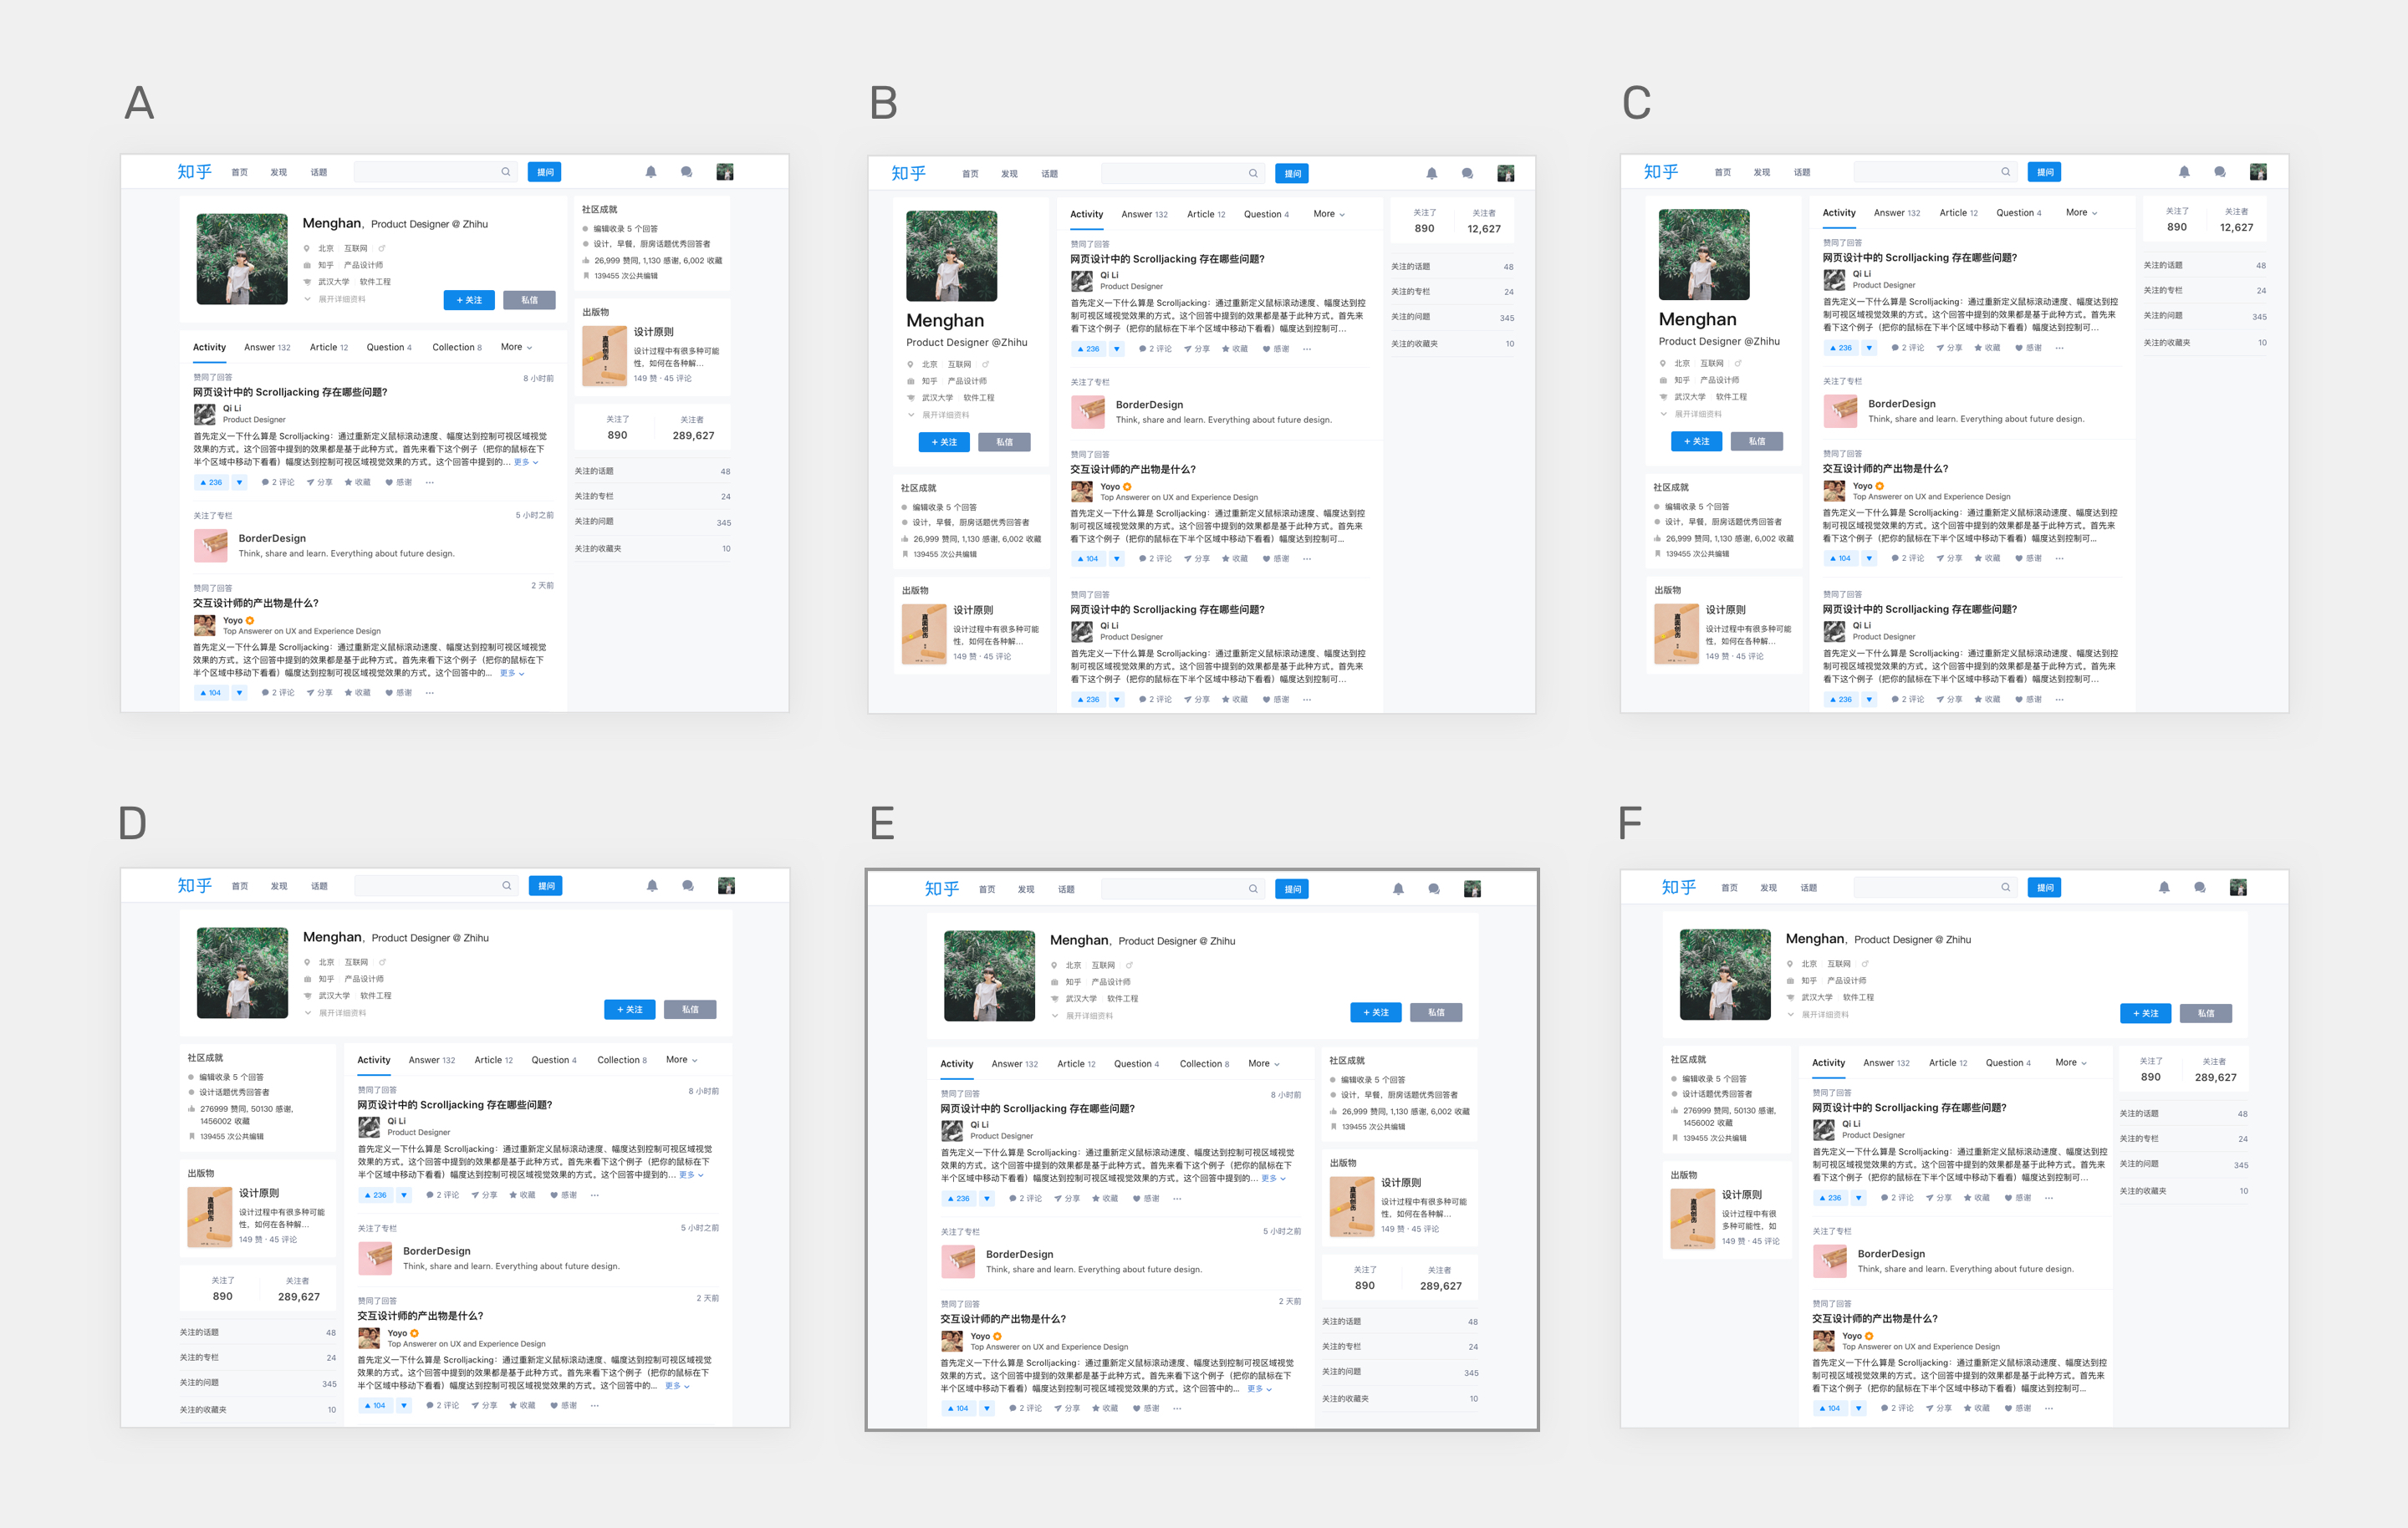 A
知乎 首页 发现 话题 提问
Menghan, Product Designer @ Zhihu
北京 互联网
知乎 产品设计师
武汉大学 软件工程
展开详细资料
+ 关注 私信
Activity Answer 132 Article 12 Question 4 Collection 8 More
赞同了回答 8 小时前
网页设计中的 Scrolljacking 存在哪些问题?
Qi Li
Product Designer
首先定义一下什么算是 Scrolljacking：通过重新定义鼠标滚动速度、幅度达到控制可视区域视觉
效果的方式。这个回答中提到的效果都是基于此种方式。首先来看下这个例子（把你的鼠标在下
半个区域中移动下看看）幅度达到控制可视区域视觉效果的方式。这个回答中提到的... 更多
236 2 评论 分享 收藏 感谢 ...
关注了专栏 5 小时之前
BorderDesign
Think, share and learn. Everything about future design.
赞同了回答 2 天前
交互设计师的产出物是什么?
Yoyo
Top Answerer on UX and Experience Design
首先定义一下什么算是 Scrolljacking：通过重新定义鼠标滚动速度、幅度达到控制可视区域视觉
效果的方式。这个回答中提到的效果都是基于此种方式。首先来看下这个例子（把你的鼠标在下
半个区域中移动下看看）幅度达到控制可视区域视觉效果的方式。这个回答中的... 更多
104 2 评论 分享 收藏 感谢 ...
社区成就
编辑收录 5 个回答
设计，早餐，厨房话题优秀回答者
26,999 赞同, 1,130 感谢, 6,002 收藏
139455 次公共编辑
出版物
设计原则
设计过程中有很多种可能
性，如何在各种解...
149 赞 · 45 评论
关注了 关注者
890 289,627
关注的话题 48
关注的专栏 24
关注的问题 345
关注的收藏夹 10
B
知乎 首页 发现 话题 提问
Menghan
Product Designer @Zhihu
北京 互联网
知乎 产品设计师
武汉大学 软件工程
展开详细资料
+ 关注 私信
社区成就
编辑收录 5 个回答
设计，早餐，厨房话题优秀回答者
26,999 赞同, 1,130 感谢, 6,002 收藏
139455 次公共编辑
出版物
设计原则
设计过程中有很多种可能
性，如何在各种解...
149 赞 · 45 评论
Activity Answer 132 Article 12 Question 4 More
赞同了回答
网页设计中的 Scrolljacking 存在哪些问题?
Qi Li
Product Designer
首先定义一下什么算是 Scrolljacking：通过重新定义鼠标滚动速度、幅度达到控
制可视区域视觉效果的方式。这个回答中提到的效果都是基于此种方式。首先来
看下这个例子（把你的鼠标在下半个区域中移动下看看）幅度达到控制可...
236 2 评论 分享 收藏 感谢 ...
关注了专栏
BorderDesign
Think, share and learn. Everything about future design.
赞同了回答
交互设计师的产出物是什么?
Yoyo
Top Answerer on UX and Experience Design
首先定义一下什么算是 Scrolljacking：通过重新定义鼠标滚动速度、幅度达到控
制可视区域视觉效果的方式。这个回答中提到的效果都是基于此种方式。首先来
看下这个例子（把你的鼠标在下半个区域中移动下看看）幅度达到控制可...
104 2 评论 分享 收藏 感谢 ...
赞同了回答
网页设计中的 Scrolljacking 存在哪些问题?
Qi Li
Product Designer
首先定义一下什么算是 Scrolljacking：通过重新定义鼠标滚动速度、幅度达到控
制可视区域视觉效果的方式。这个回答中提到的效果都是基于此种方式。首先来
看下这个例子（把你的鼠标在下半个区域中移动下看看）幅度达到控制可...
236 2 评论 分享 收藏 感谢 ...
关注了 关注者
890 12,627
关注的话题 48
关注的专栏 24
关注的问题 345
关注的收藏夹 10
C
知乎 首页 发现 话题 提问
Menghan
Product Designer @Zhihu
北京 互联网
知乎 产品设计师
武汉大学 软件工程
展开详细资料
+ 关注 私信
社区成就
编辑收录 5 个回答
设计，早餐，厨房话题优秀回答者
26,999 赞同, 1,130 感谢, 6,002 收藏
139455 次公共编辑
出版物
设计原则
设计过程中有很多种可能
性，如何在各种解...
149 赞 · 45 评论
Activity Answer 132 Article 12 Question 4 More
赞同了回答
网页设计中的 Scrolljacking 存在哪些问题?
Qi Li
Product Designer
首先定义一下什么算是 Scrolljacking：通过重新定义鼠标滚动速度、幅度达到控
制可视区域视觉效果的方式。这个回答中提到的效果都是基于此种方式。首先来
看下这个例子（把你的鼠标在下半个区域中移动下看看）幅度达到控制可...
236 2 评论 分享 收藏 感谢 ...
关注了专栏
BorderDesign
Think, share and learn. Everything about future design.
赞同了回答
交互设计师的产出物是什么?
Yoyo
Top Answerer on UX and Experience Design
首先定义一下什么算是 Scrolljacking：通过重新定义鼠标滚动速度、幅度达到控
制可视区域视觉效果的方式。这个回答中提到的效果都是基于此种方式。首先来
看下这个例子（把你的鼠标在下半个区域中移动下看看）幅度达到控制可...
104 2 评论 分享 收藏 感谢 ...
赞同了回答
网页设计中的 Scrolljacking 存在哪些问题?
Qi Li
Product Designer
首先定义一下什么算是 Scrolljacking：通过重新定义鼠标滚动速度、幅度达到控
制可视区域视觉效果的方式。这个回答中提到的效果都是基于此种方式。首先来
看下这个例子（把你的鼠标在下半个区域中移动下看看）幅度达到控制可...
236 2 评论 分享 收藏 感谢 ...
关注了 关注者
890 12,627
关注的话题 48
关注的专栏 24
关注的问题 345
关注的收藏夹 10
D
知乎 首页 发现 话题 提问
Menghan, Product Designer @ Zhihu
北京 互联网
知乎 产品设计师
武汉大学 软件工程
展开详细资料
+ 关注 私信
社区成就
编辑收录 5 个回答
设计话题优秀回答者
276999 赞同, 50130 感谢,
1456002 收藏
139455 次公共编辑
出版物
设计原则
设计过程中有很多种可能
性，如何在各种解...
149 赞 · 45 评论
关注了 关注者
890 289,627
关注的话题 48
关注的专栏 24
关注的问题 345
关注的收藏夹 10
Activity Answer 132 Article 12 Question 4 Collection 8 More
赞同了回答 8 小时前
网页设计中的 Scrolljacking 存在哪些问题?
Qi Li
Product Designer
首先定义一下什么算是 Scrolljacking：通过重新定义鼠标滚动速度、幅度达到控制可视区域视觉
效果的方式。这个回答中提到的效果都是基于此种方式。首先来看下这个例子（把你的鼠标在下
半个区域中移动下看看）幅度达到控制可视区域视觉效果的方式。这个回答中提到的... 更多
236 2 评论 分享 收藏 感谢 ...
关注了专栏 5 小时之前
BorderDesign
Think, share and learn. Everything about future design.
赞同了回答 2 天前
交互设计师的产出物是什么?
Yoyo
Top Answerer on UX and Experience Design
首先定义一下什么算是 Scrolljacking：通过重新定义鼠标滚动速度、幅度达到控制可视区域视觉
效果的方式。这个回答中提到的效果都是基于此种方式。首先来看下这个例子（把你的鼠标在下
半个区域中移动下看看）幅度达到控制可视区域视觉效果的方式。这个回答中的... 更多
104 2 评论 分享 收藏 感谢 ...
E
知乎 首页 发现 话题 提问
Menghan, Product Designer @ Zhihu
北京 互联网
知乎 产品设计师
武汉大学 软件工程
展开详细资料
+ 关注 私信
Activity Answer 132 Article 12 Question 4 Collection 8 More
赞同了回答 8 小时前
网页设计中的 Scrolljacking 存在哪些问题?
Qi Li
Product Designer
首先定义一下什么算是 Scrolljacking：通过重新定义鼠标滚动速度、幅度达到控制可视区域视觉
效果的方式。这个回答中提到的效果都是基于此种方式。首先来看下这个例子（把你的鼠标在下
半个区域中移动下看看）幅度达到控制可视区域视觉效果的方式。这个回答中提到的... 更多
236 2 评论 分享 收藏 感谢 ...
关注了专栏 5 小时之前
BorderDesign
Think, share and learn. Everything about future design.
赞同了回答 2 天前
交互设计师的产出物是什么?
Yoyo
Top Answerer on UX and Experience Design
首先定义一下什么算是 Scrolljacking：通过重新定义鼠标滚动速度、幅度达到控制可视区域视觉
效果的方式。这个回答中提到的效果都是基于此种方式。首先来看下这个例子（把你的鼠标在下
半个区域中移动下看看）幅度达到控制可视区域视觉效果的方式。这个回答中的... 更多
104 2 评论 分享 收藏 感谢 ...
社区成就
编辑收录 5 个回答
设计，早餐，厨房话题优秀回答者
26,999 赞同, 1,130 感谢, 6,002 收藏
139455 次公共编辑
出版物
设计原则
设计过程中有很多种可能
性，如何在各种解...
149 赞 · 45 评论
关注了 关注者
890 289,627
关注的话题 48
关注的专栏 24
关注的问题 345
关注的收藏夹 10
F
知乎 首页 发现 话题 提问
Menghan, Product Designer @ Zhihu
北京 互联网
知乎 产品设计师
武汉大学 软件工程
展开详细资料
+ 关注 私信
社区成就
编辑收录 5 个回答
设计话题优秀回答者
276999 赞同, 50130 感谢,
1456002 收藏
139455 次公共编辑
出版物
设计原则
设计过程中有很
多种可能性，如
149 赞 · 45 评论
Activity Answer 132 Article 12 Question 4 More
赞同了回答
网页设计中的 Scrolljacking 存在哪些问题?
Qi Li
Product Designer
首先定义一下什么算是 Scrolljacking：通过重新定义鼠标滚动速度、幅度达到控
制可视区域视觉效果的方式。这个回答中提到的效果都是基于此种方式。首先来
看下这个例子（把你的鼠标在下半个区域中移动下看看）幅度达到控制可...
236 2 评论 分享 收藏 感谢 ...
关注了专栏
BorderDesign
Think, share and learn. Everything about future design.
赞同了回答
交互设计师的产出物是什么?
Yoyo
Top Answerer on UX and Experience Design
首先定义一下什么算是 Scrolljacking：通过重新定义鼠标滚动速度、幅度达到控
制可视区域视觉效果的方式。这个回答中提到的效果都是基于此种方式。首先来
看下这个例子（把你的鼠标在下半个区域中移动下看看）幅度达到控制可...
104 2 评论 分享 收藏 感谢 ...
关注了 关注者
890 289,627
关注的话题 48
关注的专栏 24
关注的问题 345
关注的收藏夹 10